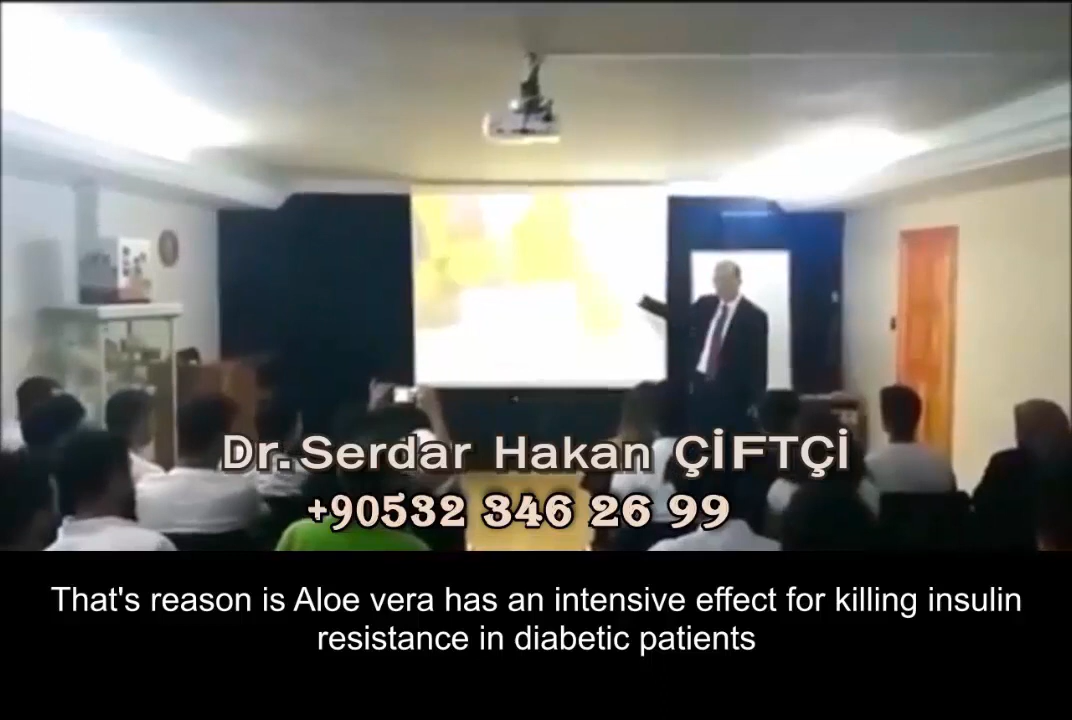 Dr. Serdar Hakan ÇİFTÇİ
+90532 346 26 99
That's reason is Aloe vera has an intensive effect for killing insulin
resistance in diabetic patients